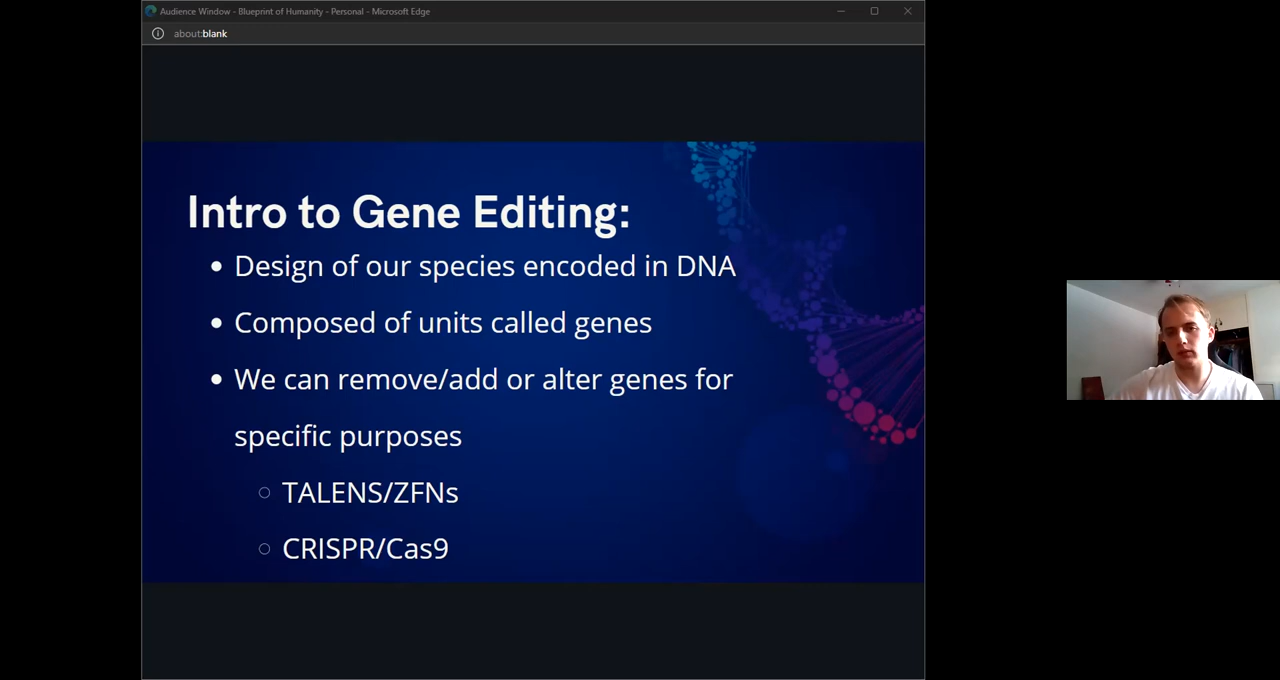 Audience Window - Blueprint of Humanity - Personal - Microsoft Edge
about:blank
Intro to Gene Editing:
• Design of our species encoded in DNA
• Composed of units called genes
• We can remove/add or alter genes for
specific purposes
○ TALENS/ZFNs
○ CRISPR/Cas9